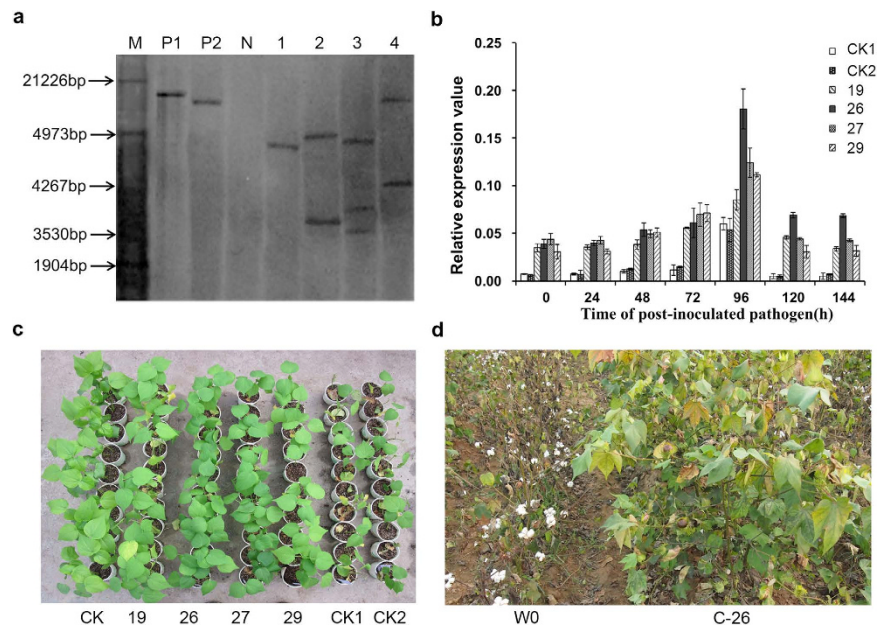 a
M P1 P2 N 1 2 3 4
21226bp
4973bp
4267bp
3530bp
1904bp
b
Relative expression value
0.25
0.20
0.15
0.10
0.05
0.00
0 24 48 72 96 120 144
Time of post-inoculated pathogen(h)
CK1
CK2
19
26
27
29
c
CK 19 26 27 29 CK1 CK2
d
W0 C-26